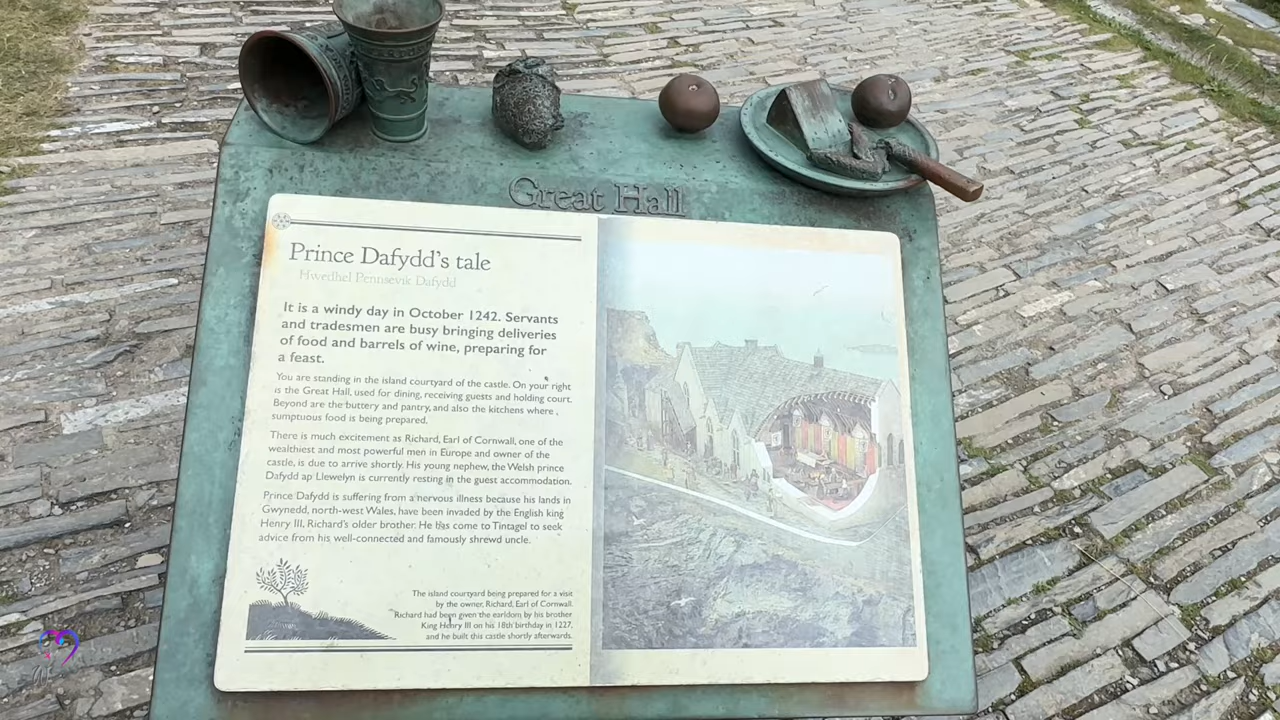 Great Hall
Prince Dafydd's tale
Hwedhel Pennsevik Dafydd
It is a windy day in October 1242. Servants
and tradesmen are busy bringing deliveries
of food and barrels of wine, preparing for
a feast.
You are standing in the island courtyard of the castle. On your right
is the Great Hall, used for dining, receiving guests and holding court.
Beyond are the buttery and pantry, and also the kitchens where
sumptuous food is being prepared.
There is much excitement as Richard, Earl of Cornwall, one of the
wealthiest and most powerful men in Europe and owner of the
castle, is due to arrive shortly. His young nephew, the Welsh prince
Dafydd ap Llewelyn is currently resting in the guest accommodation.
Prince Dafydd is suffering from a nervous illness because his lands in
Gwynedd, north-west Wales, have been invaded by the English king
Henry III, Richard's older brother. He has come to Tintagel to seek
advice from his well-connected and famously shrewd uncle.
The island courtyard being prepared for a visit
by the owner, Richard, Earl of Cornwall.
Richard had been given the earldom by his brother
King Henry III on his 18th birthday in 1227,
and he built this castle shortly afterwards.